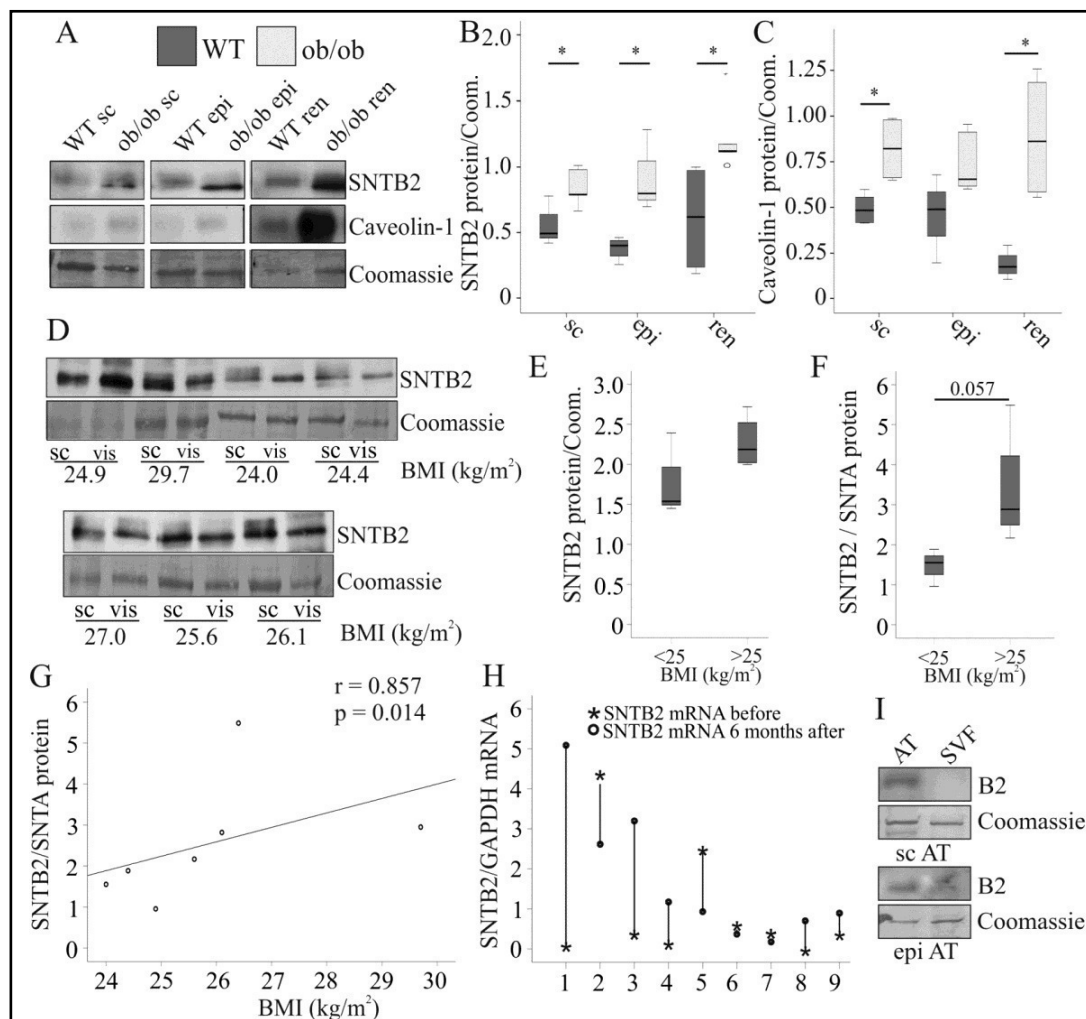 A
WT
ob/ob
WT sc
ob/ob sc
WT epi
ob/ob epi
WT ren
ob/ob ren
SNTB2
Caveolin-1
Coomassie
B
SNTB2 protein/Coom.
2.0
1.5
1.0
0.5
0
*
*
*
sc
epi
ren
C
Caveolin-1 protein/Coom.
1.25
1.00
0.75
0.50
0.25
0
*
*
sc
epi
ren
D
SNTB2
Coomassie
sc vis sc vis sc vis sc vis
24.9 29.7 24.0 24.4 BMI (kg/m²)
SNTB2
Coomassie
sc vis sc vis sc vis
27.0 25.6 26.1 BMI (kg/m²)
E
SNTB2 protein/Coom.
3.0
2.5
2.0
1.5
1.0
0.5
0
<25 >25
BMI (kg/m²)
F
SNTB2 / SNTA protein
6
5
4
3
2
1
0
0.057
<25 >25
BMI (kg/m²)
G
r = 0.857
p = 0.014
SNTB2/SNTA protein
6
5
4
3
2
1
0
24 25 26 27 28 29 30
BMI (kg/m²)
H
* SNTB2 mRNA before
SNTB2 mRNA 6 months after
SNTB2/GAPDH mRNA
6
5
4
3
2
1
0
1 2 3 4 5 6 7 8 9
I
AT SVF
B2
Coomassie
sc AT
B2
Coomassie
epi AT